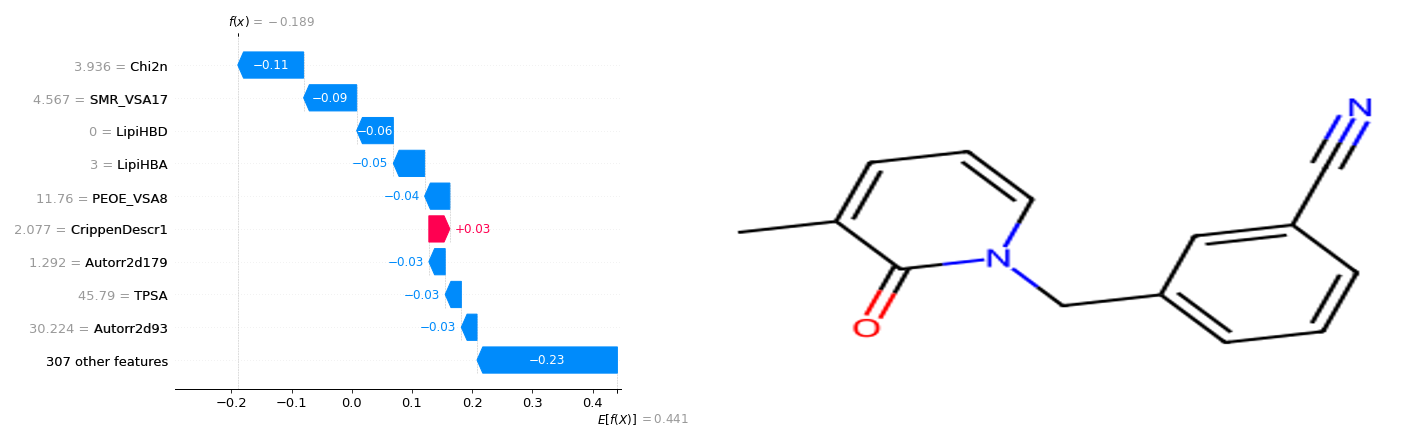 f(x) = −0.189
3.936 = Chi2n −0.11
4.567 = SMR_VSA17 −0.09
0 = LipiHBD −0.06
3 = LipiHBA −0.05
11.76 = PEOE_VSA8 −0.04
2.077 = CrippenDescr1 +0.03
1.292 = Autorr2d179 −0.03
45.79 = TPSA −0.03
30.224 = Autorr2d93 −0.03
307 other features −0.23
−0.2 −0.1 0.0 0.1 0.2 0.3 0.4
E[f(X)] = 0.441
N
N
O